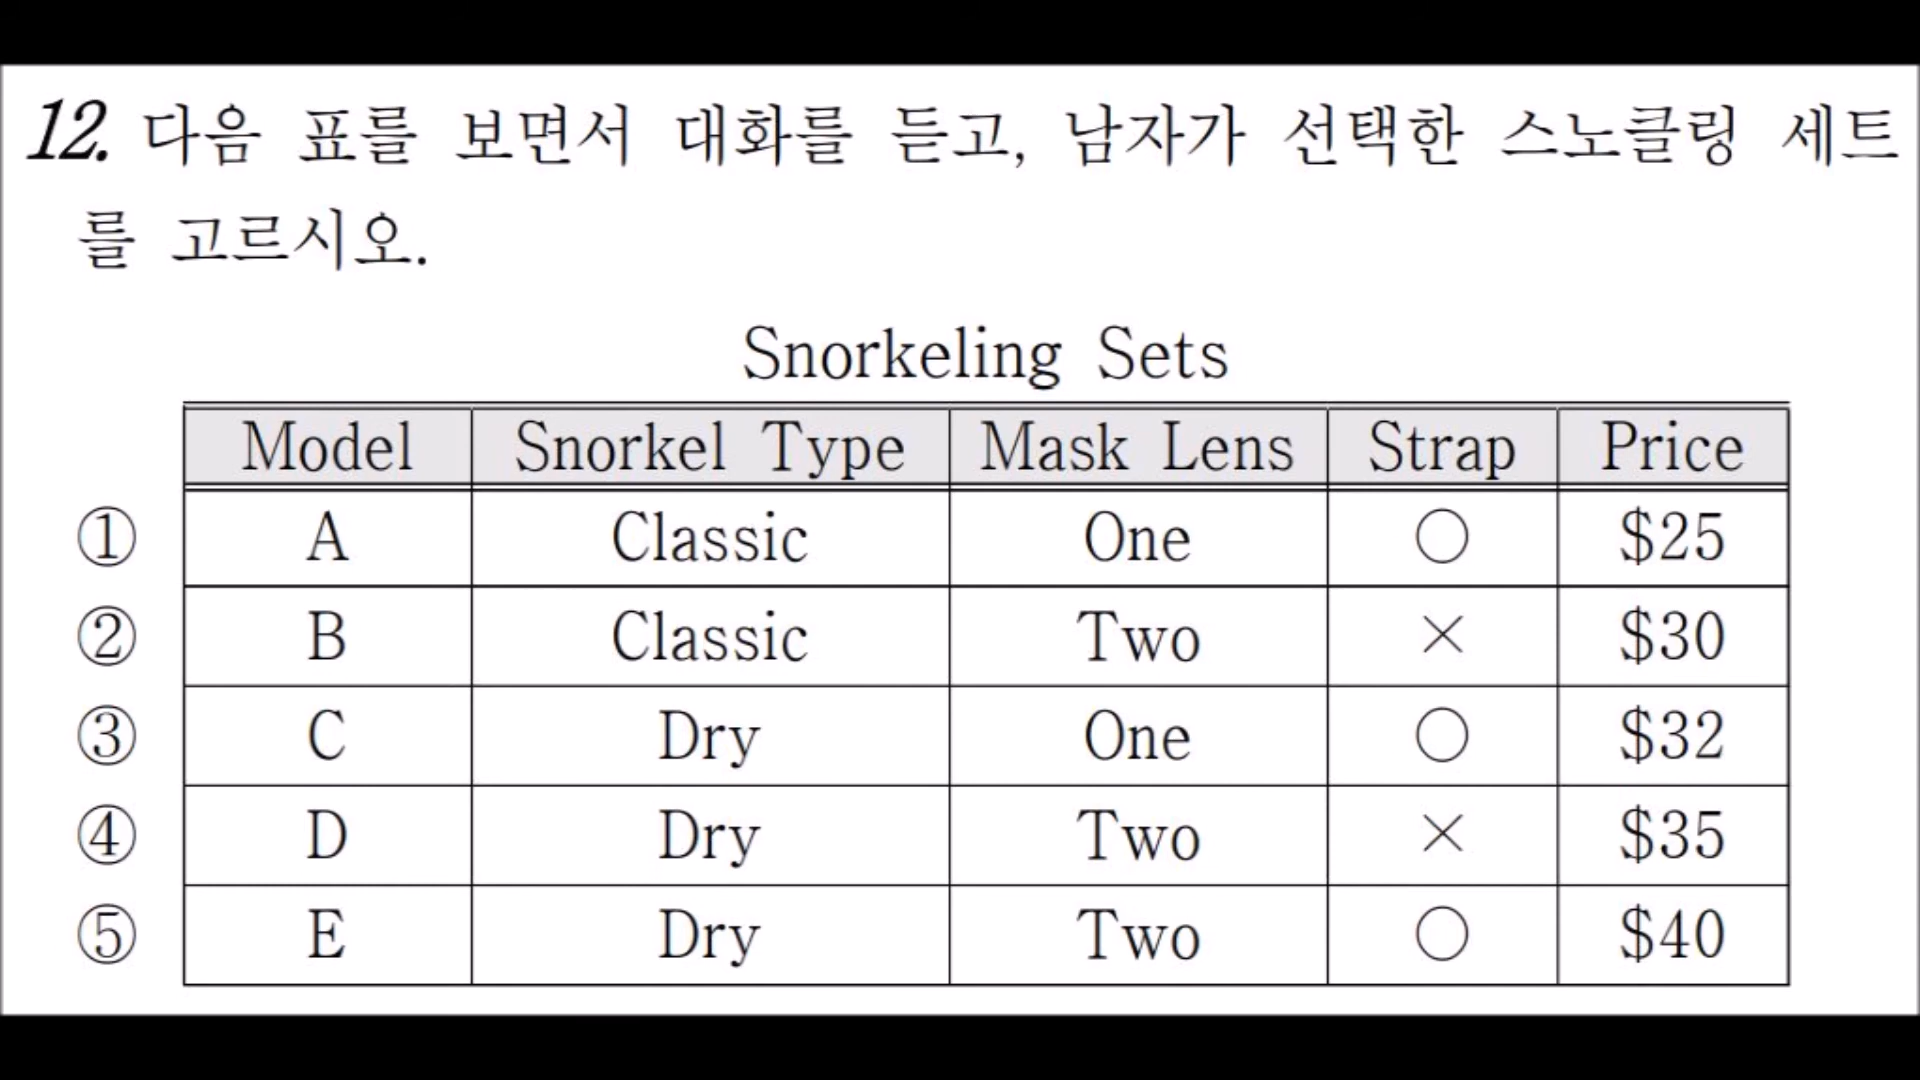 12. 다음 표를 보면서 대화를 듣고, 남자가 선택한 스노클링 세트
를 고르시오.
Snorkeling Sets
Model Snorkel Type Mask Lens Strap Price
① A Classic One ○ $25
② B Classic Two × $30
③ C Dry One ○ $32
④ D Dry Two × $35
⑤ E Dry Two ○ $40